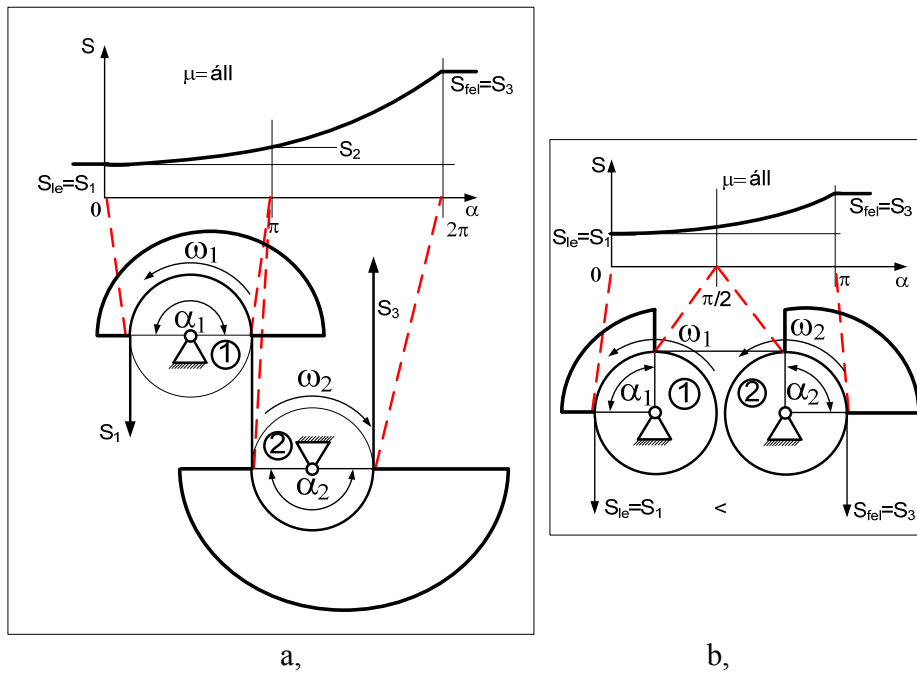 S
μ= áll
S_fel=S_3
S_2
S_le=S_1
0
π
2π
α
ω_1
α_1
1
S_1
S_3
ω_2
2
α_2
a,
S
μ= áll
S_fel=S_3
S_le=S_1
0
π/2
π
α
ω_1
ω_2
α_1
1
2
α_2
S_le=S_1 < S_fel=S_3
b,